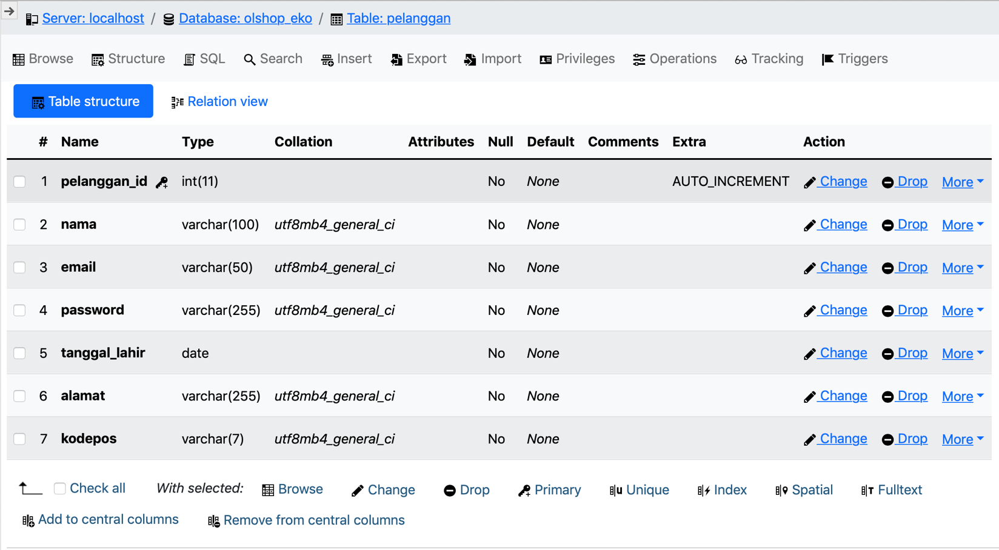 Server: localhost / Database: olshop_eko / Table: pelanggan
Browse Structure SQL Search Insert Export Import Privileges Operations Tracking Triggers
Table structure Relation view
# Name Type Collation Attributes Null Default Comments Extra Action
1 pelanggan_id int(11) No None AUTO_INCREMENT Change Drop More
2 nama varchar(100) utf8mb4_general_ci No None Change Drop More
3 email varchar(50) utf8mb4_general_ci No None Change Drop More
4 password varchar(255) utf8mb4_general_ci No None Change Drop More
5 tanggal_lahir date No None Change Drop More
6 alamat varchar(255) utf8mb4_general_ci No None Change Drop More
7 kodepos varchar(7) utf8mb4_general_ci No None Change Drop More
Check all With selected: Browse Change Drop Primary Unique Index Spatial Fulltext
Add to central columns Remove from central columns